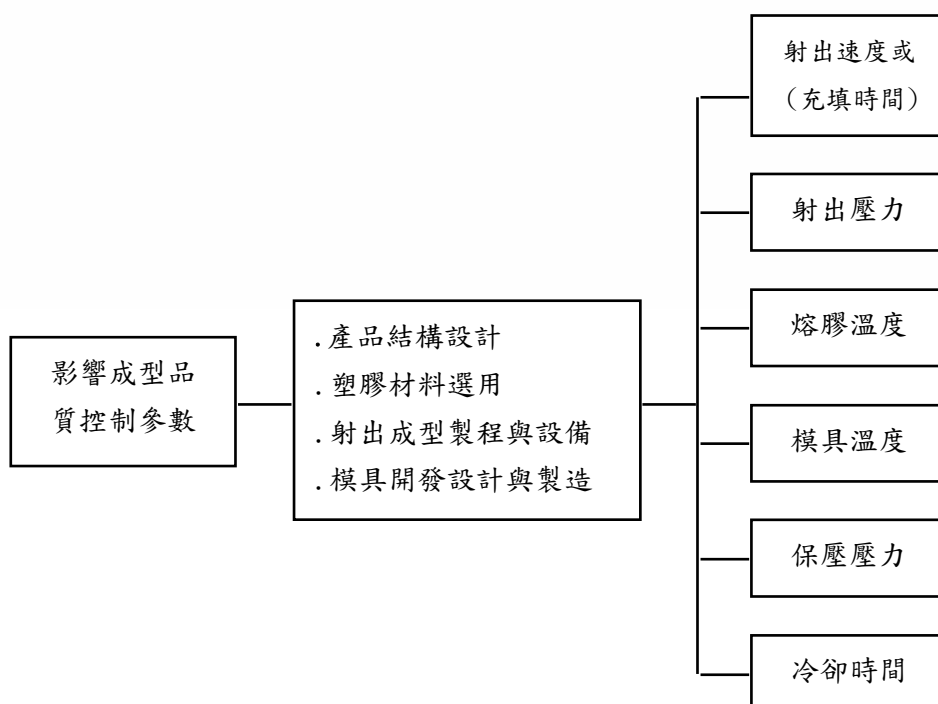 影響成型品
質控制參數
.產品結構設計
.塑膠材料選用
.射出成型製程與設備
.模具開發設計與製造
射出速度或
（充填時間）
射出壓力
熔膠溫度
模具溫度
保壓壓力
冷卻時間